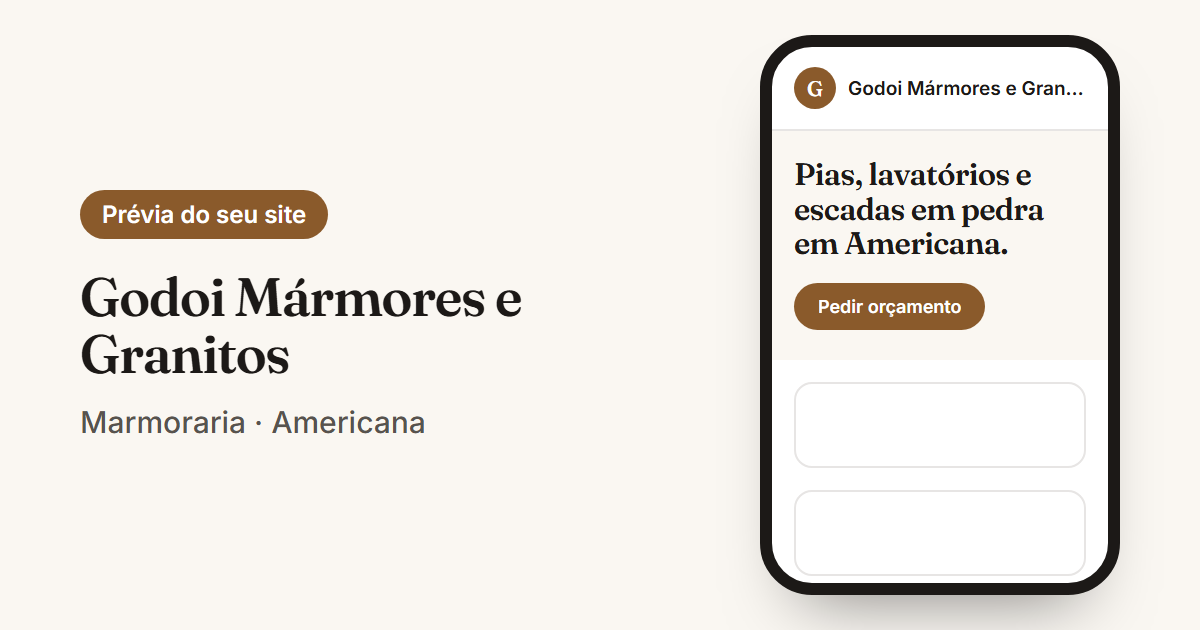 Prévia do seu site
Godoi Mármores e
Granitos
Marmoraria · Americana
G
Godoi Mármores e Gran...
Pias, lavatórios e
escadas em pedra
em Americana.
Pedir orçamento